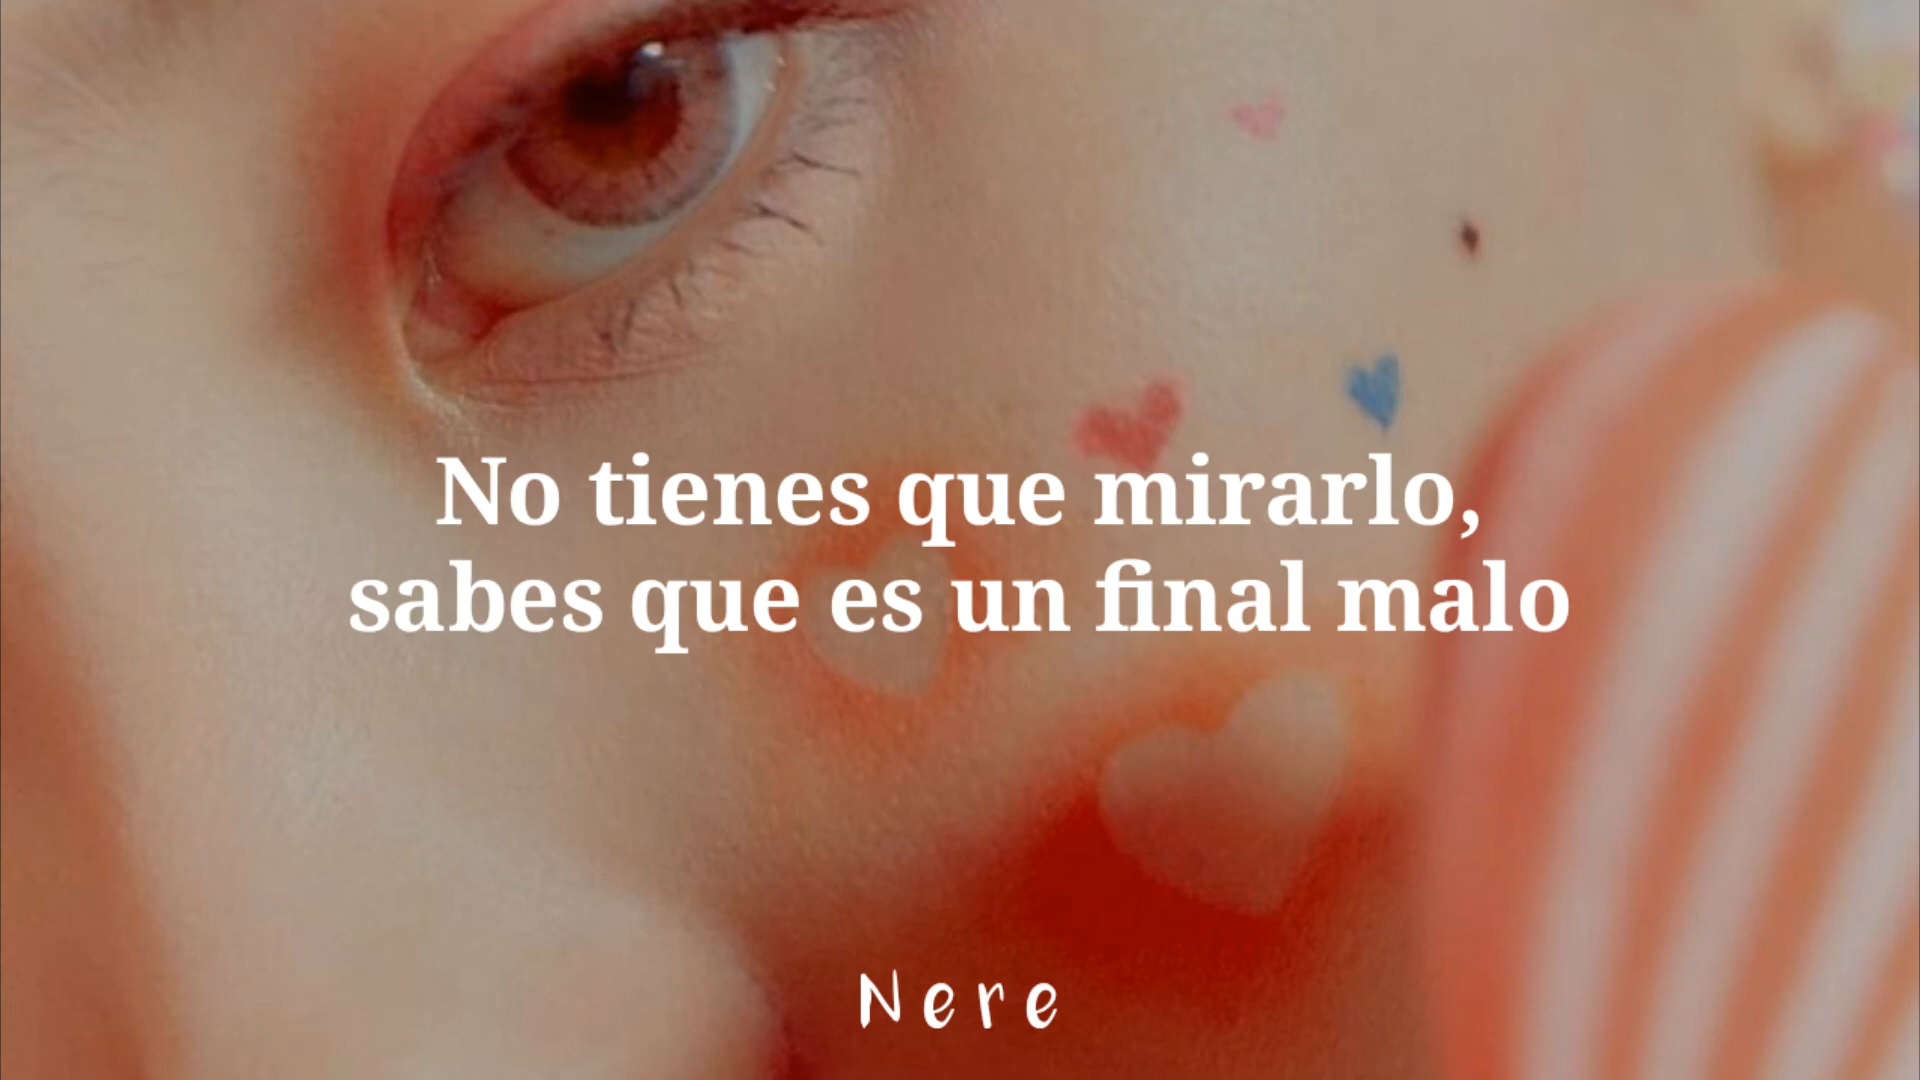 No tienes que mirarlo,
sabes que es un final malo
Nere